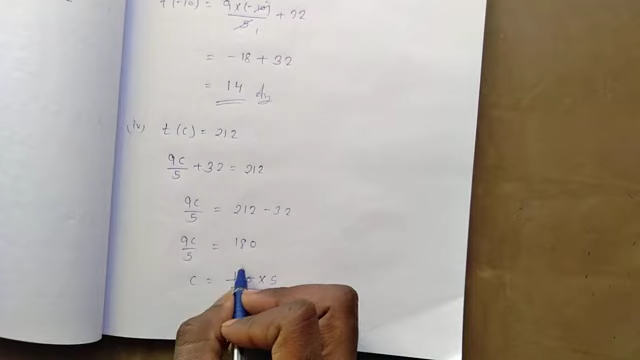 t(-10) = 9 × (-10) / 5 + 32
= -18 + 32
= 14
(iv) t(c) = 212
9c/5 + 32 = 212
9c/5 = 212 - 32
9c/5 = 180
c = × 5